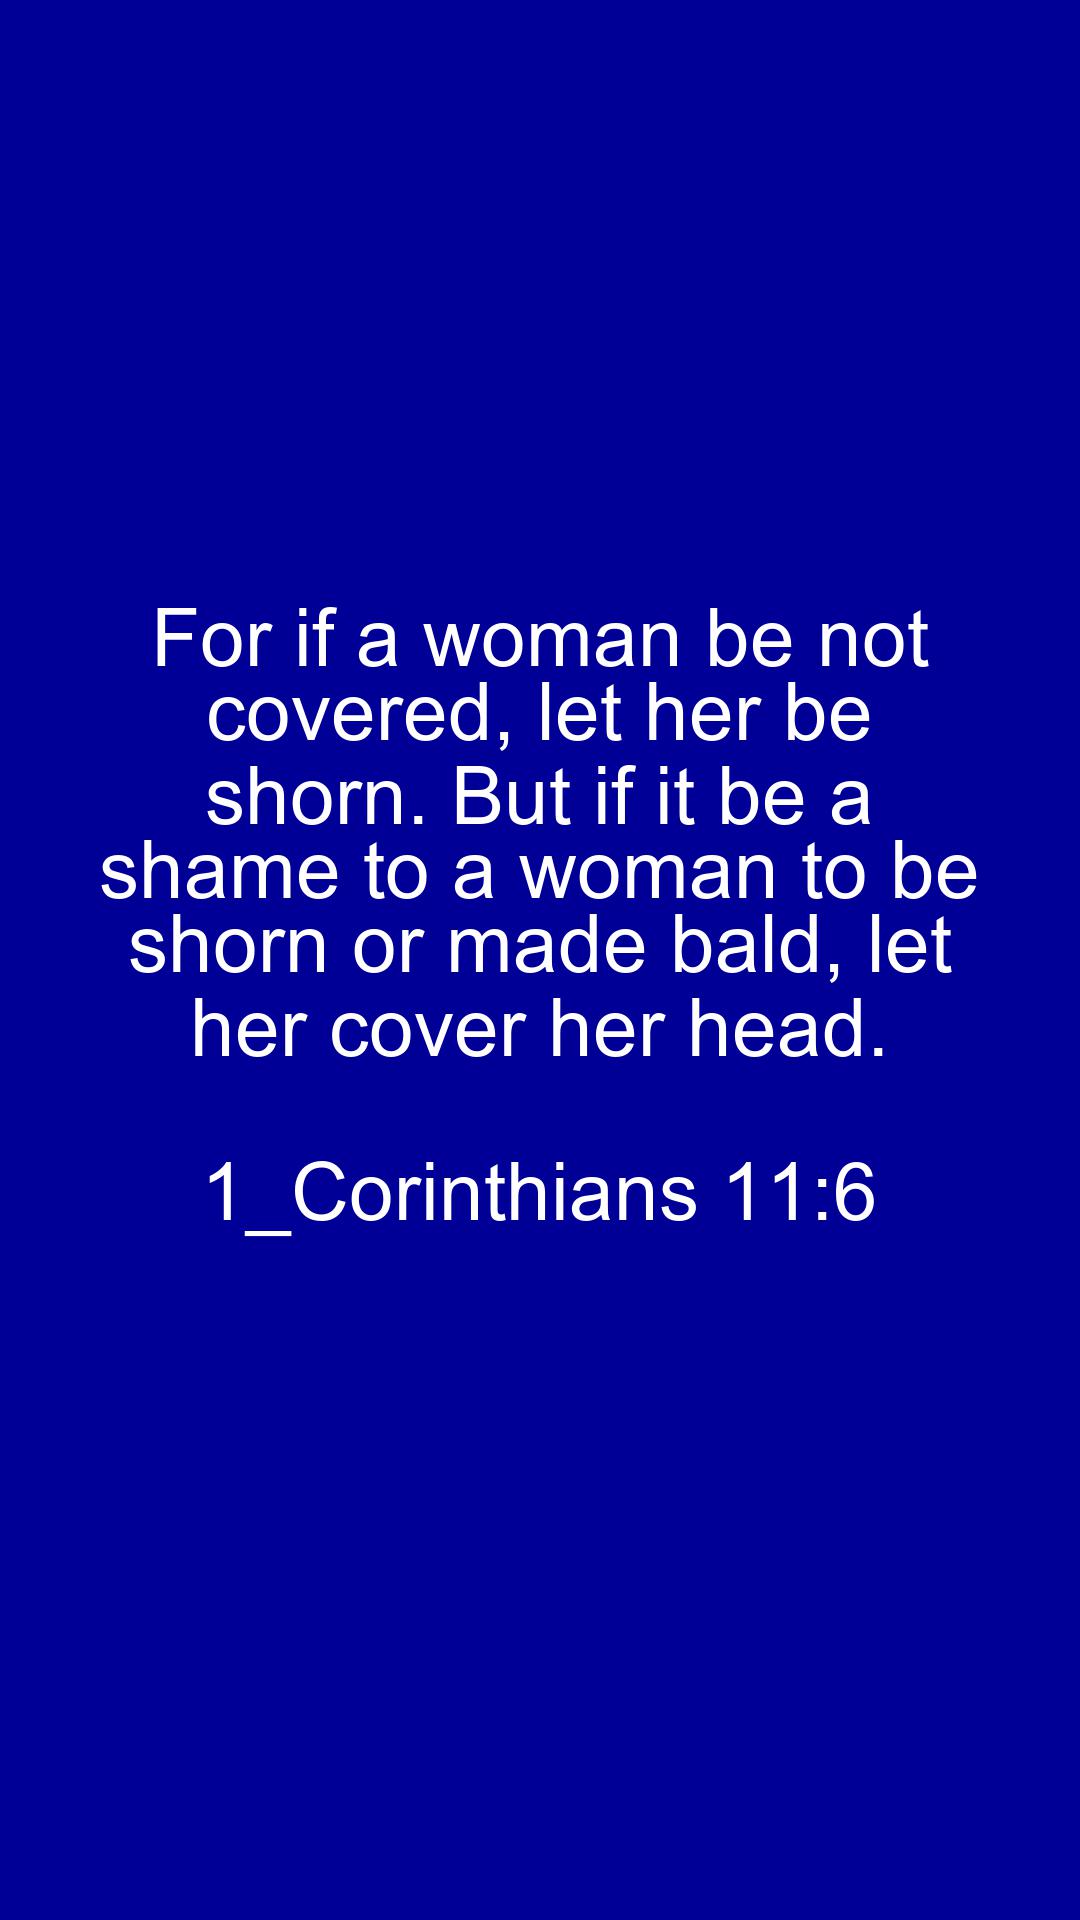 For if a woman be not
covered, let her be
shorn. But if it be a
shame to a woman to be
shorn or made bald, let
her cover her head.
1_Corinthians 11:6